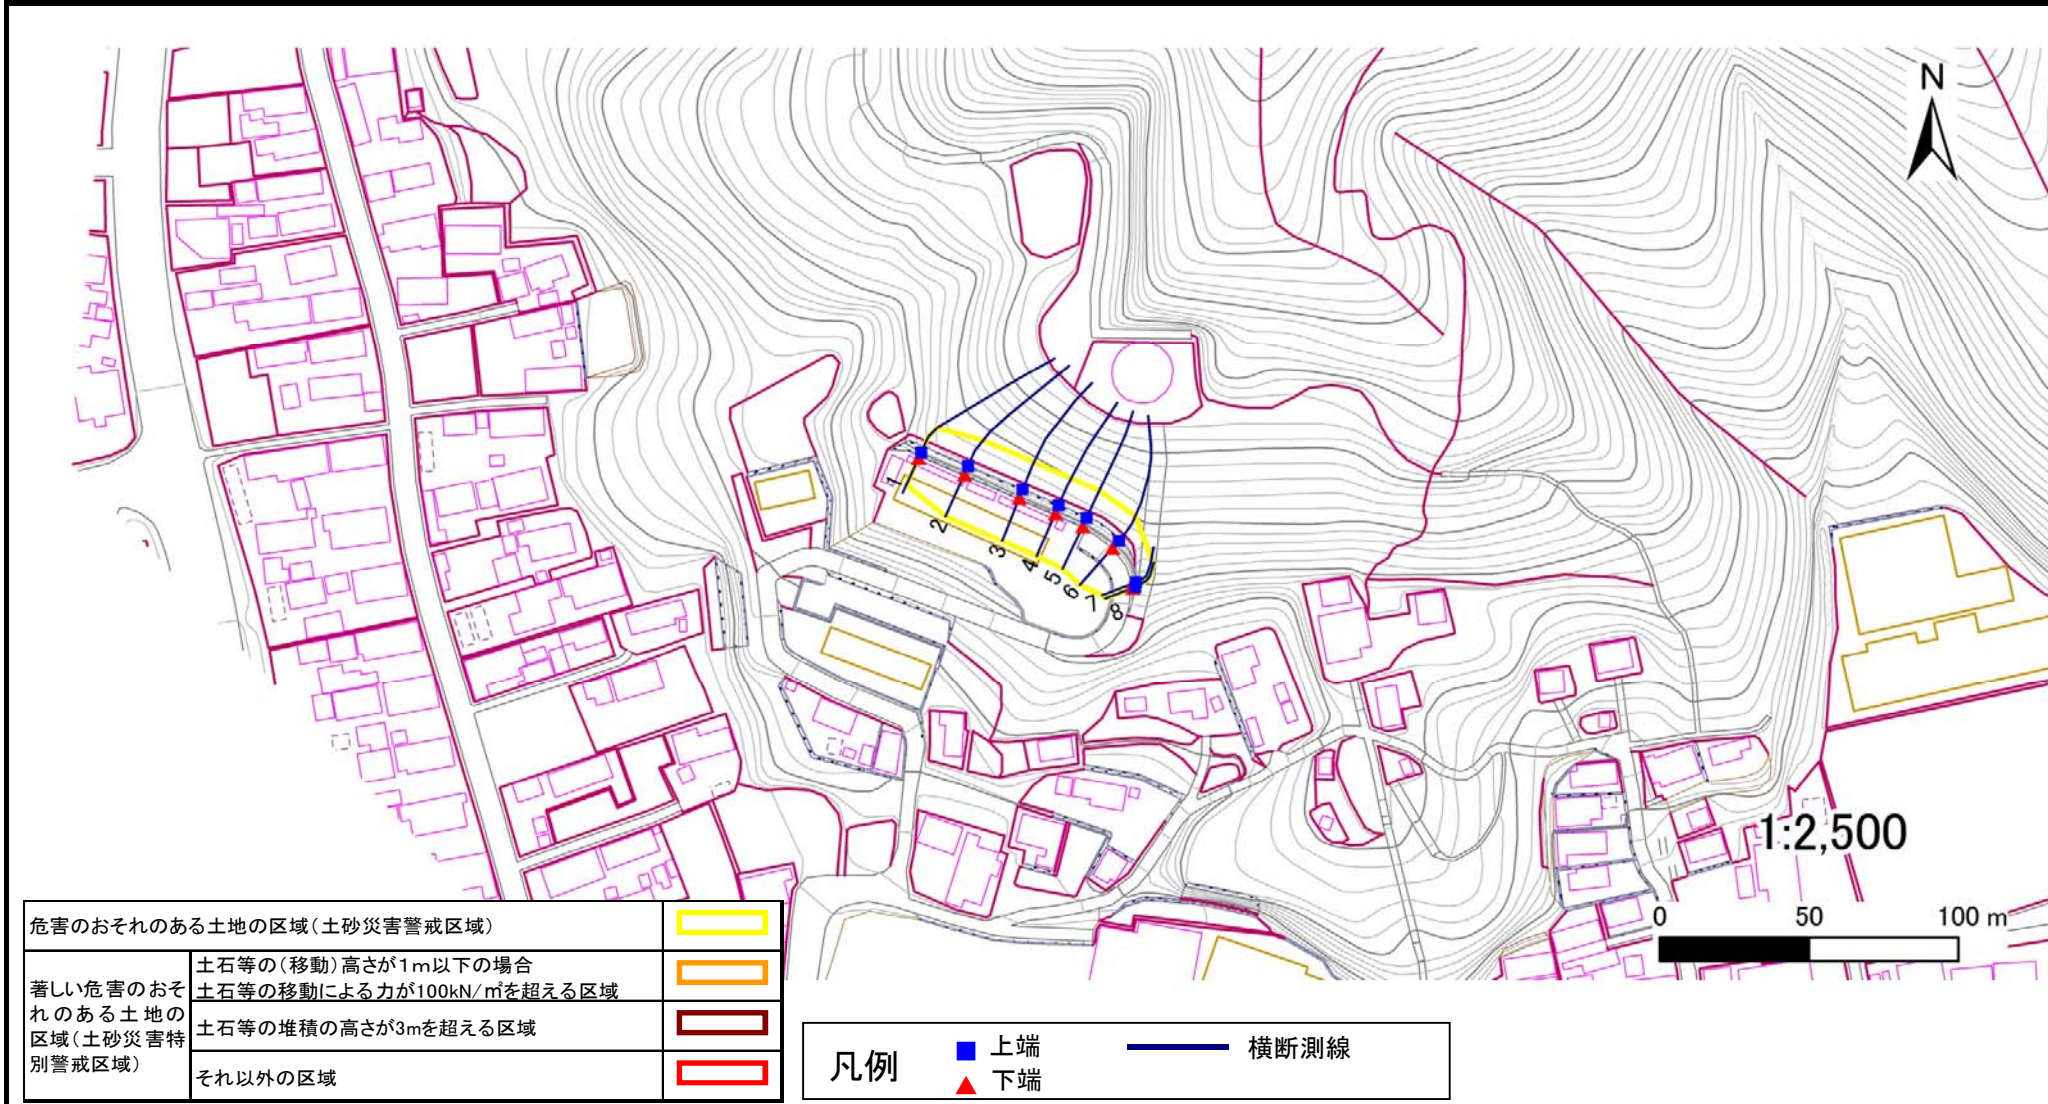 N
1
2
3
4
5
6
7
8
1:2,500
0 50 100 m
危害のおそれのある土地の区域(土砂災害警戒区域)
著しい危害のおそ
れのある土地の
区域(土砂災害特
別警戒区域)
土石等の(移動)高さが1m以下の場合
土石等の移動による力が100kN/㎡を超える区域
土石等の堆積の高さが3mを超える区域
それ以外の区域
凡例
上端
下端
横断測線